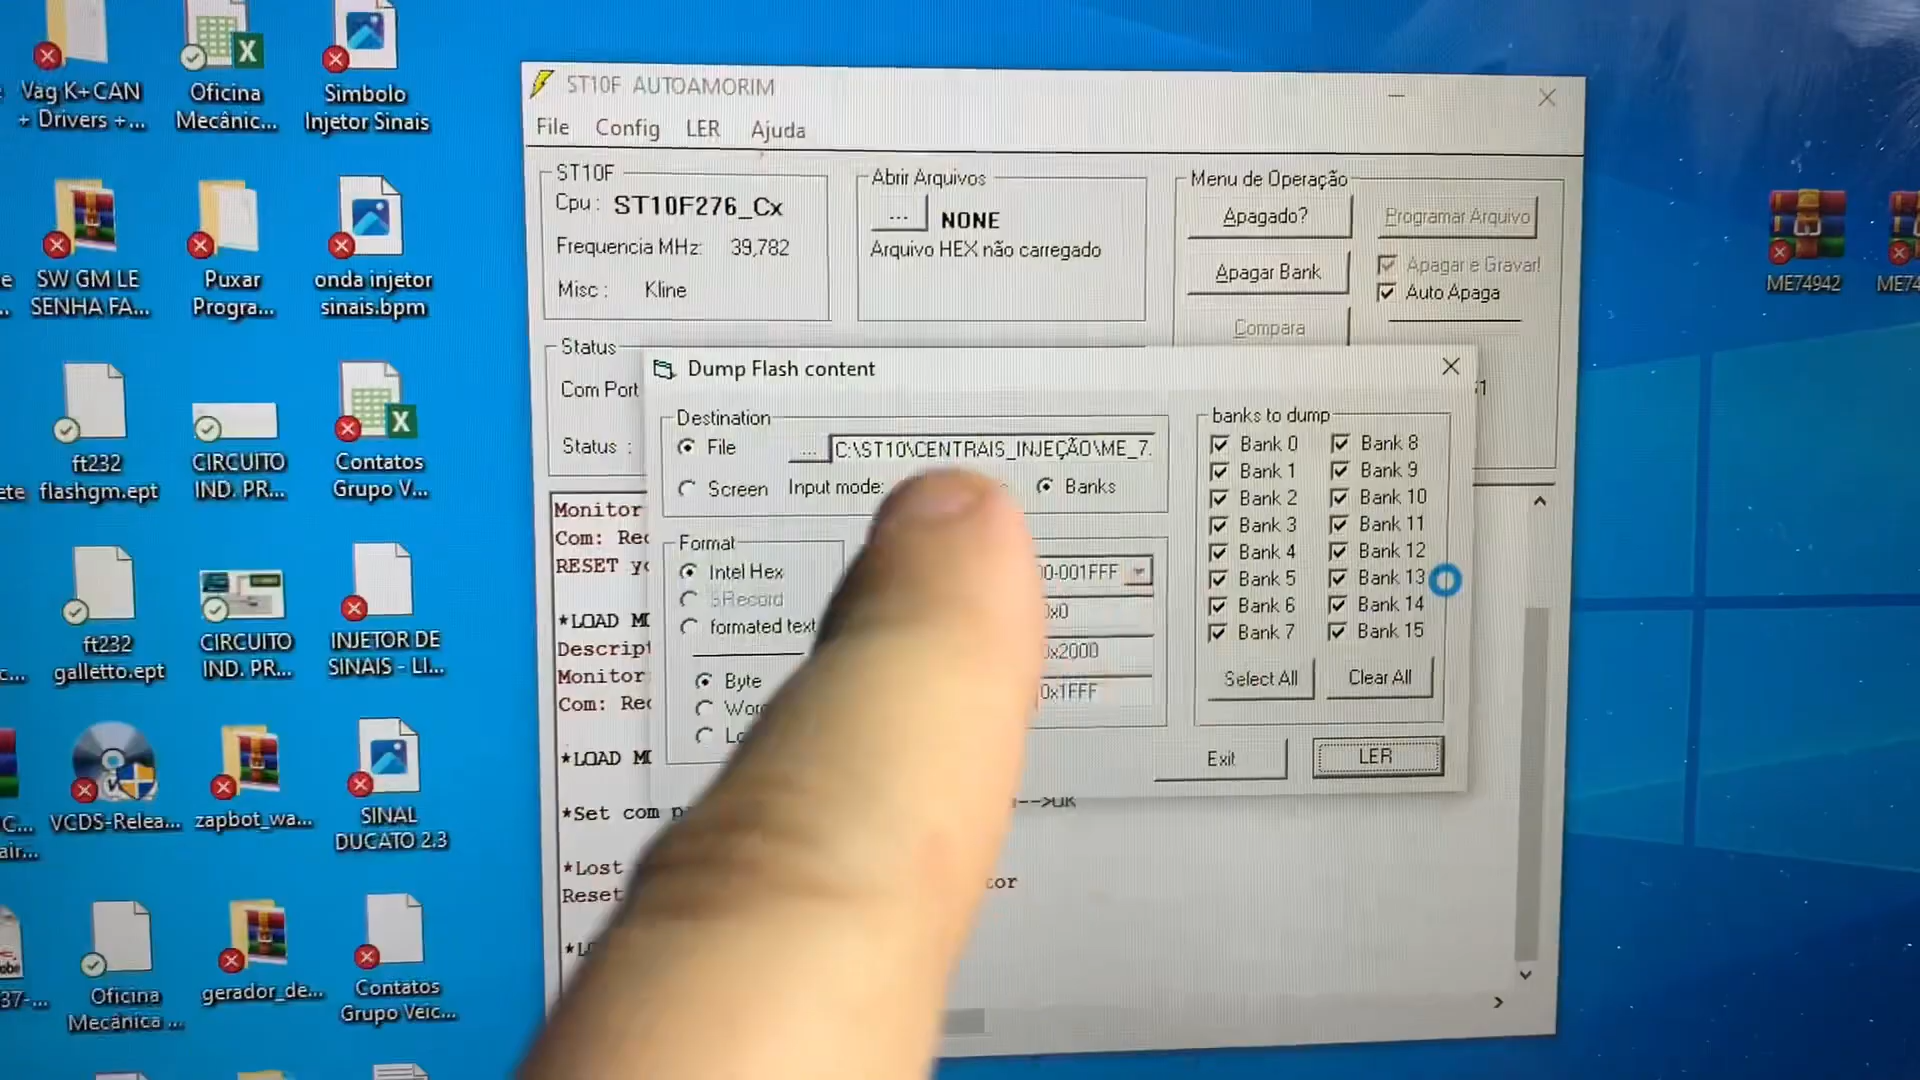 Vag K+CAN
+ Drivers +...
Oficina
Mecânic...
Simbolo
Injetor Sinais
SW GM LE
SENHA FA...
Puxar
Progra...
onda injetor
sinais.bpm
ft232
flashgm.ept
CIRCUITO
IND. PR...
Contatos
Grupo V...
ft232
galletto.ept
CIRCUITO
IND. PR...
INJETOR DE
SINAIS - LI...
VCDS-Relea...
zapbot_wa...
SINAL
DUCATO 2.3
Oficina
Mecânica ...
gerador_de...
Contatos
Grupo Veic...
ME74942
ST10F AUTOAMORIM
File Config LER Ajuda
ST10F
Cpu : ST10F276_Cx
Frequencia MHz: 39,782
Misc : Kline
Abrir Arquivos
... NONE
Arquivo HEX não carregado
Menu de Operação
Apagado?
Programar Arquivo
Apagar Bank
Apagar e Gravar!
Auto Apaga
Compara
Status
Com Port
Status :
Monitor
Com:
RESET
*LOAD
Monitor
Com:
*LOAD
*Set com
*Lost
Reset
Dump Flash content
Destination
File ... C:\ST10\CENTRAIS_INJEÇÃO\ME_7.
Screen Input mode: Banks
Format
Intel Hex
SRecord
formated text
Byte
00-001FFF
0x0
0x2000
0x1FFF
banks to dump
Bank 0 Bank 8
Bank 1 Bank 9
Bank 2 Bank 10
Bank 3 Bank 11
Bank 4 Bank 12
Bank 5 Bank 13
Bank 6 Bank 14
Bank 7 Bank 15
Select All Clear All
Exit LER